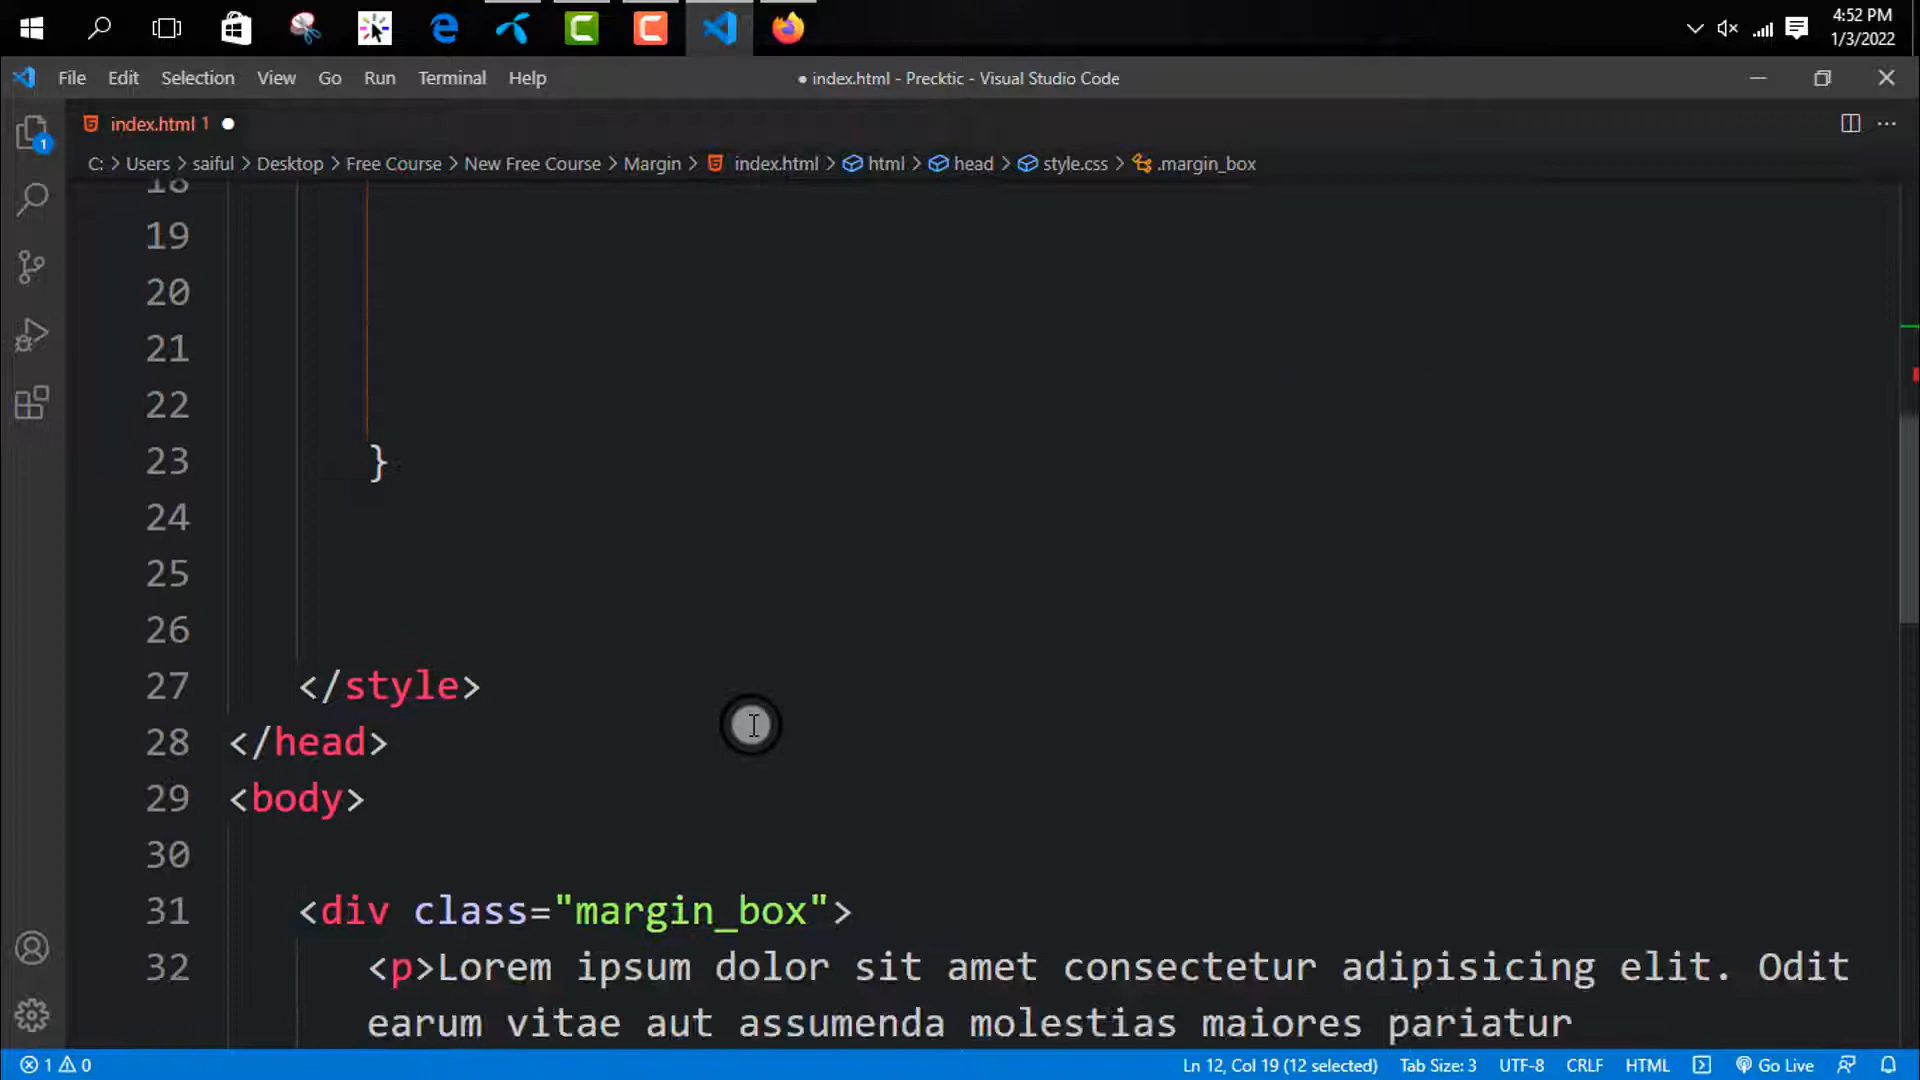 4:52 PM
1/3/2022
File Edit Selection View Go Run Terminal Help
● index.html - Precktic - Visual Studio Code
index.html 1
C: > Users > saiful > Desktop > Free Course > New Free Course > Margin > index.html > html > head > style.css > .margin_box
18
19
20
21
22
23 }
24
25
26
27 </style>
28 </head>
29 <body>
30
31 <div class="margin_box">
32 <p>Lorem ipsum dolor sit amet consectetur adipisicing elit. Odit
earum vitae aut assumenda molestias maiores pariatur
1 0 Ln 12, Col 19 (12 selected) Tab Size: 3 UTF-8 CRLF HTML Go Live